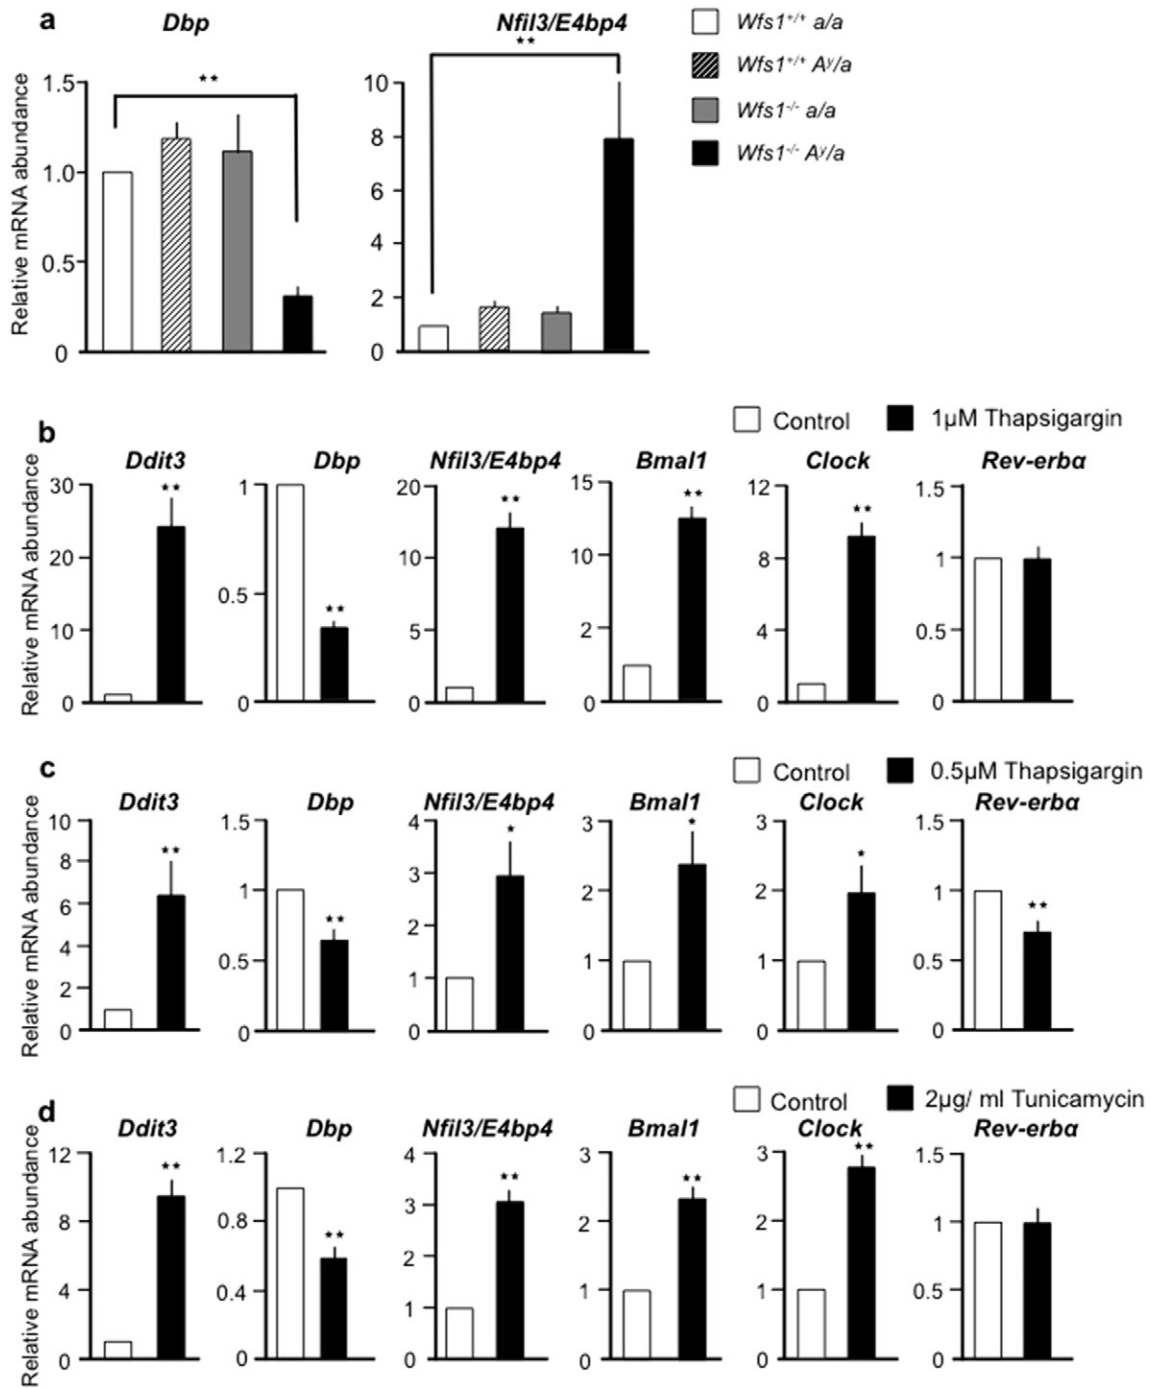 a
Dbp
Nfil3/E4bp4
Wfs1+/+ a/a
Wfs1+/+ Ay/a
Wfs1-/- a/a
Wfs1-/- Ay/a
Relative mRNA abundance
1.5
1.0
0.5
0
**
10
8
6
4
2
0
**
b
Control
1µM Thapsigargin
Ddit3
Dbp
Nfil3/E4bp4
Bmal1
Clock
Rev-erbα
Relative mRNA abundance
30
20
10
0
**
1
0.5
0
**
20
10
5
0
**
15
10
2
0
**
12
8
4
0
**
1.5
1
0.5
0
c
Control
0.5µM Thapsigargin
Ddit3
Dbp
Nfil3/E4bp4
Bmal1
Clock
Rev-erbα
Relative mRNA abundance
10
8
6
4
2
0
**
1.5
1
0.5
0
**
4
3
2
1
0
*
3
2
1
0
*
3
2
1
0
*
1.5
1
0.5
0
**
d
Control
2µg/ ml Tunicamycin
Ddit3
Dbp
Nfil3/E4bp4
Bmal1
Clock
Rev-erbα
Relative mRNA abundance
12
8
4
0
**
1.2
0.8
0.4
0
**
4
3
2
1
0
**
3
2
1
0
**
3
2
1
0
**
1.5
1
0.5
0